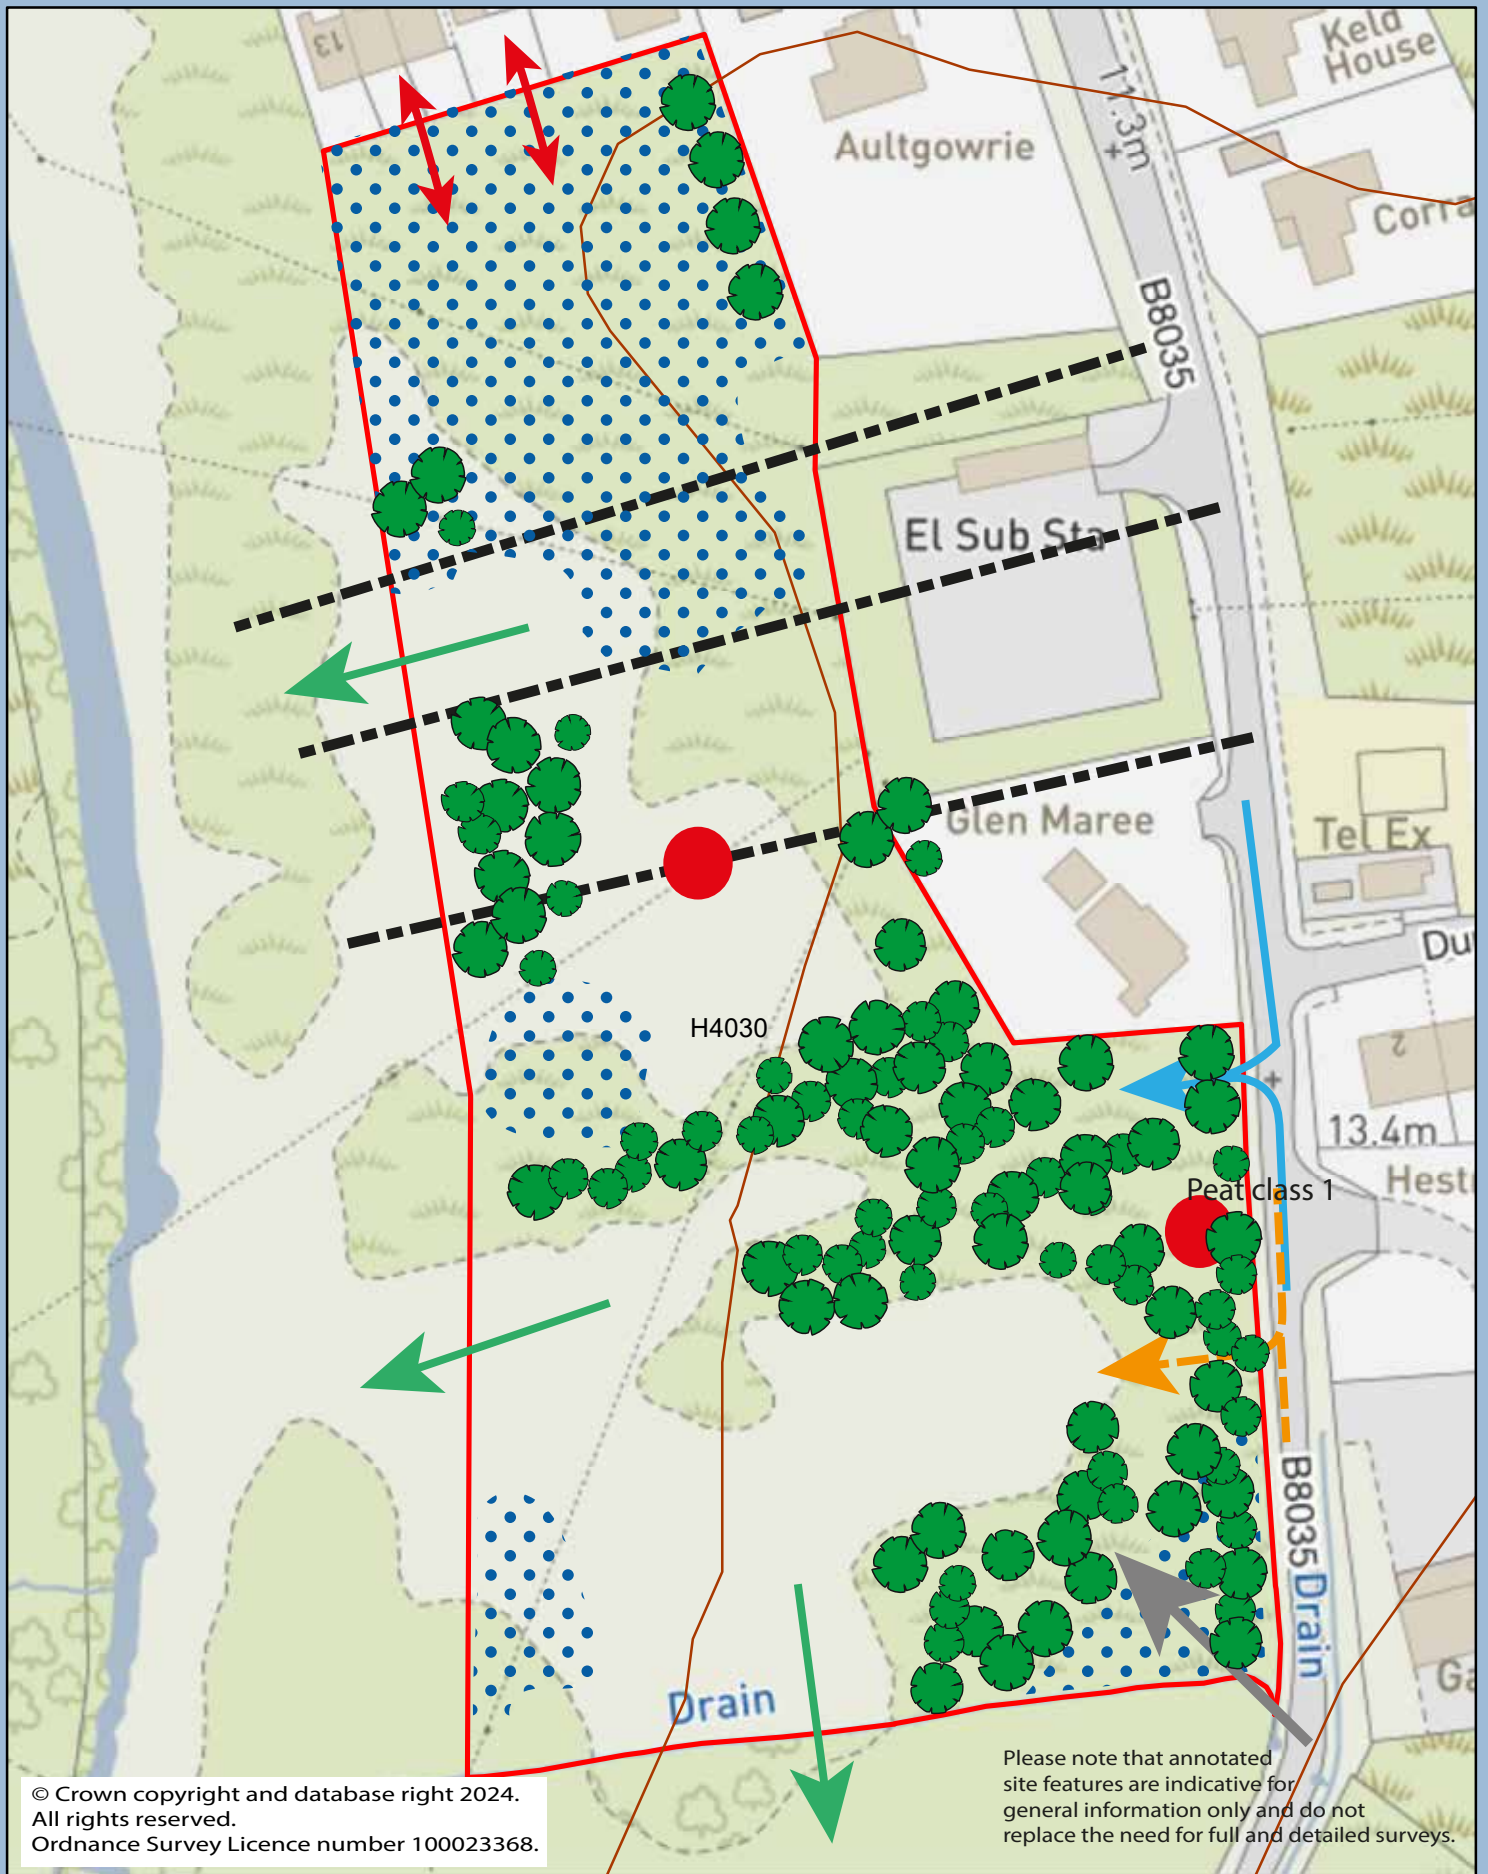 13
Keld
House
11.3m
Aultgowrie
Corra
B8035
El Sub Sta
Glen Maree
Tel Ex
Du
H4030
2
13.4m
Peat class 1
Hest
B8035
Drain
Drain
Ga
Please note that annotated
site features are indicative for
general information only and do not
replace the need for full and detailed surveys.
© Crown copyright and database right 2024.
All rights reserved.
Ordnance Survey Licence number 100023368.